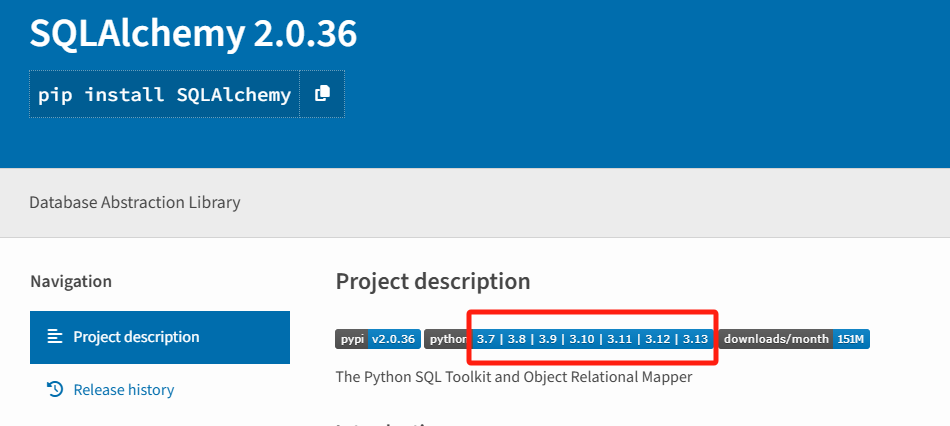 SQLAlchemy 2.0.36
pip install SQLAlchemy
Database Abstraction Library
Navigation
Project description
Release history
Project description
pypi v2.0.36 python 3.7 | 3.8 | 3.9 | 3.10 | 3.11 | 3.12 | 3.13 downloads/month 151M
The Python SQL Toolkit and Object Relational Mapper